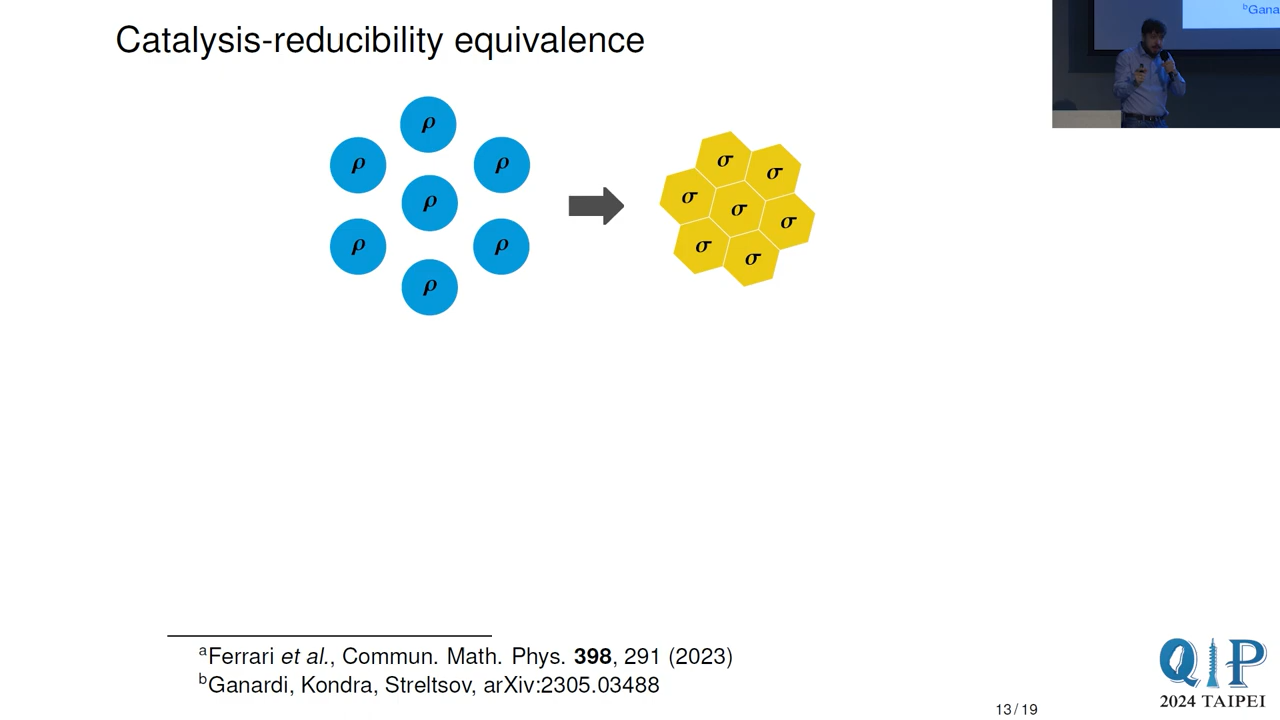 Catalysis-reducibility equivalence
ρ
ρ
ρ
ρ
ρ
ρ
ρ
σ
σ
σ
σ
σ
σ
σ
ᵇGana
ᵃFerrari et al., Commun. Math. Phys. 398, 291 (2023)
ᵇGanardi, Kondra, Streltsov, arXiv:2305.03488
13/19
QIP
2024 TAIPEI